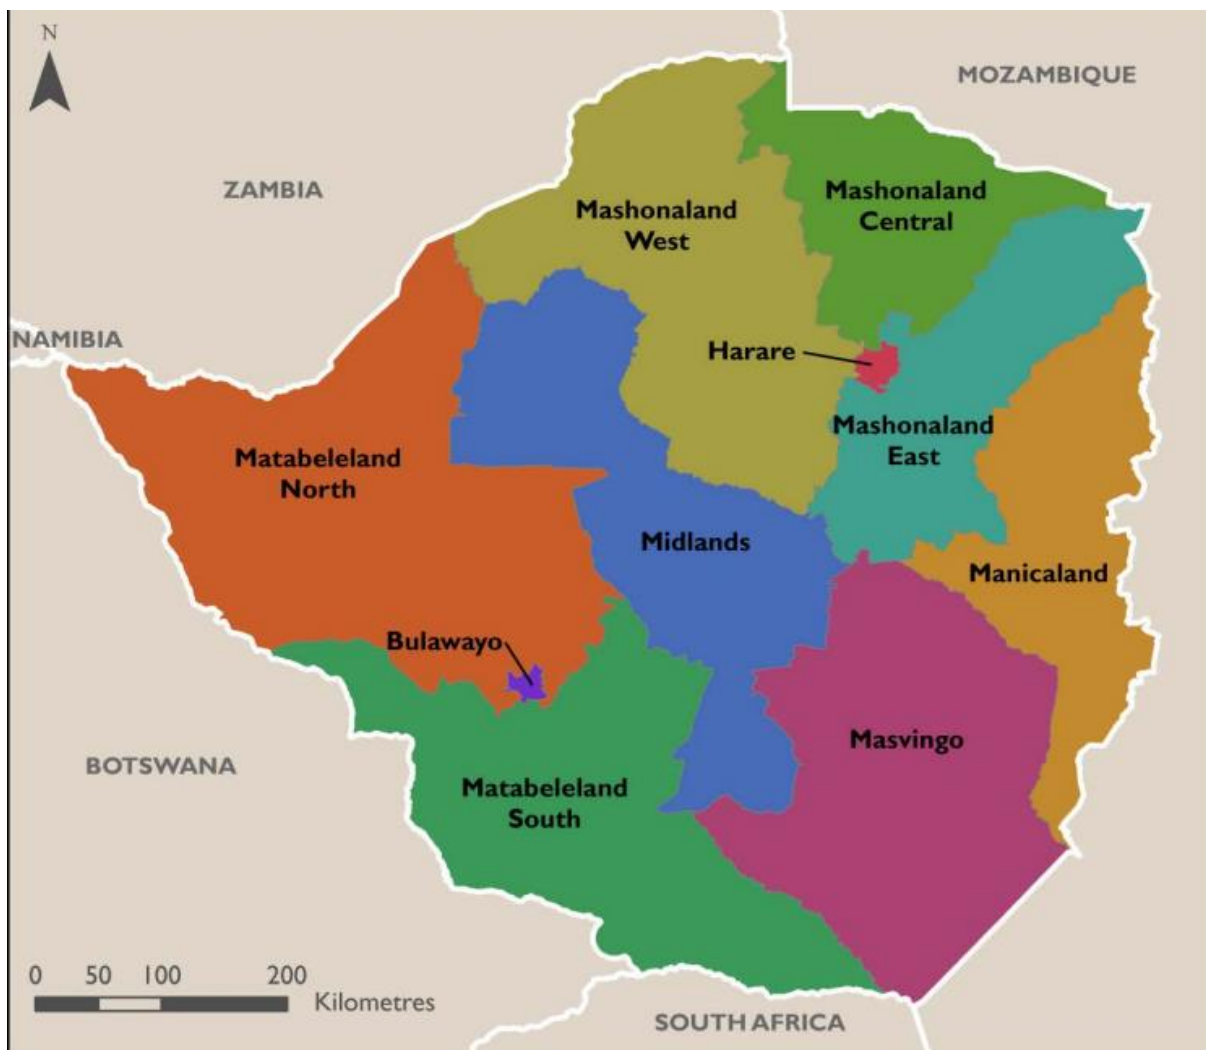 N
MOZAMBIQUE
ZAMBIA
Mashonaland
Central
Mashonaland
West
NAMIBIA
Harare
Mashonaland
East
Matabeleland
North
Midlands
Manicaland
Bulawayo
Masvingo
BOTSWANA
Matabeleland
South
0 50 100 200
Kilometres
SOUTH AFRICA